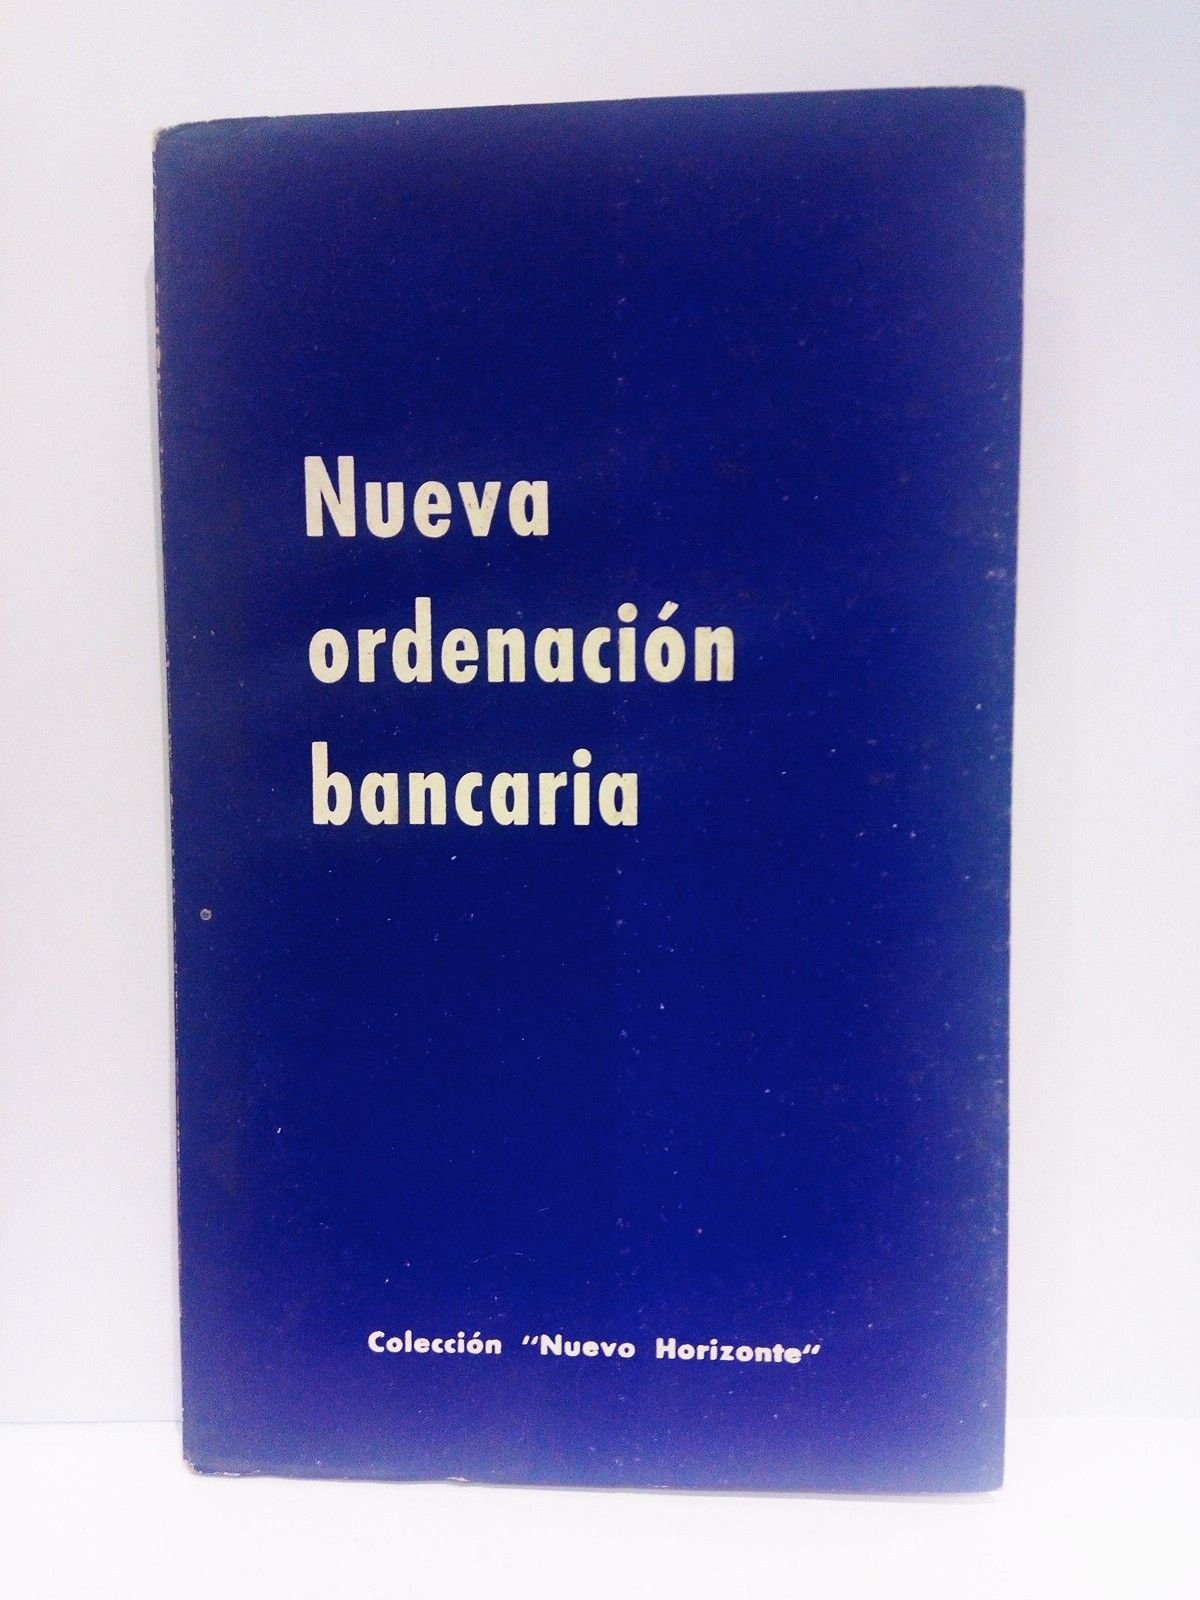 Nueva
ordenación
bancaria
Colección "Nuevo Horizonte"